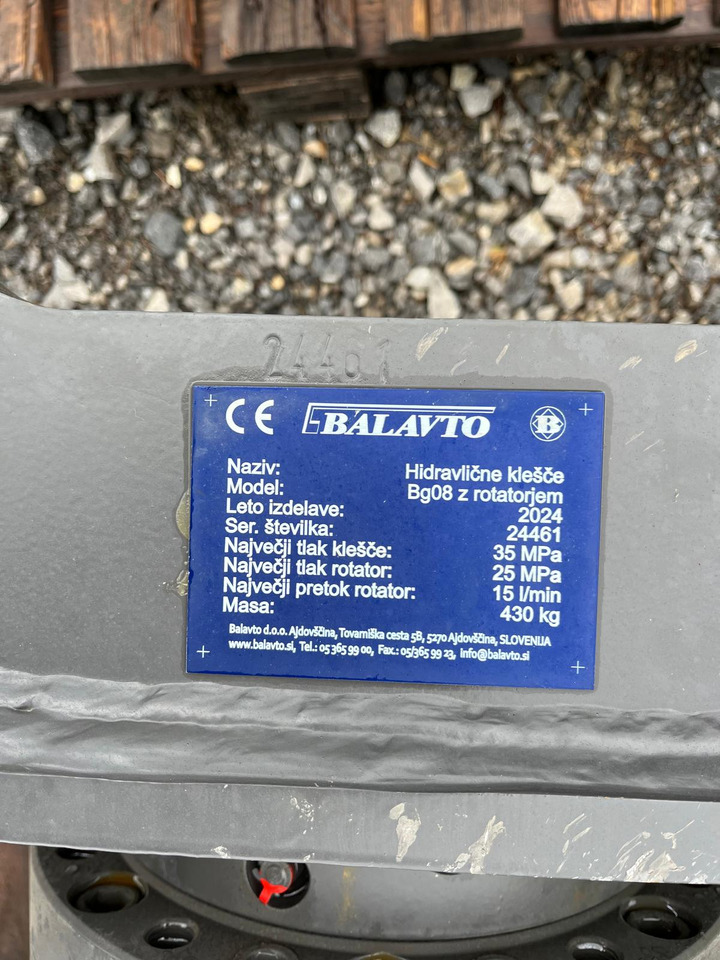 24461
CE BALAVTO B
Naziv: Hidravlične klešče
Model: Bg08 z rotatorjem
Leto izdelave: 2024
Ser. številka: 24461
Največji tlak klešče: 35 MPa
Največji tlak rotator: 25 MPa
Največji pretok rotator: 15 l/min
Masa: 430 kg
Balavto d.o.o. Ajdovščina, Tovarniška cesta 5B, 5270 Ajdovščina, SLOVENIJA
www.balavto.si, Tel.: 05 365 99 00, Fax.: 05/365 99 23, info@balavto.si